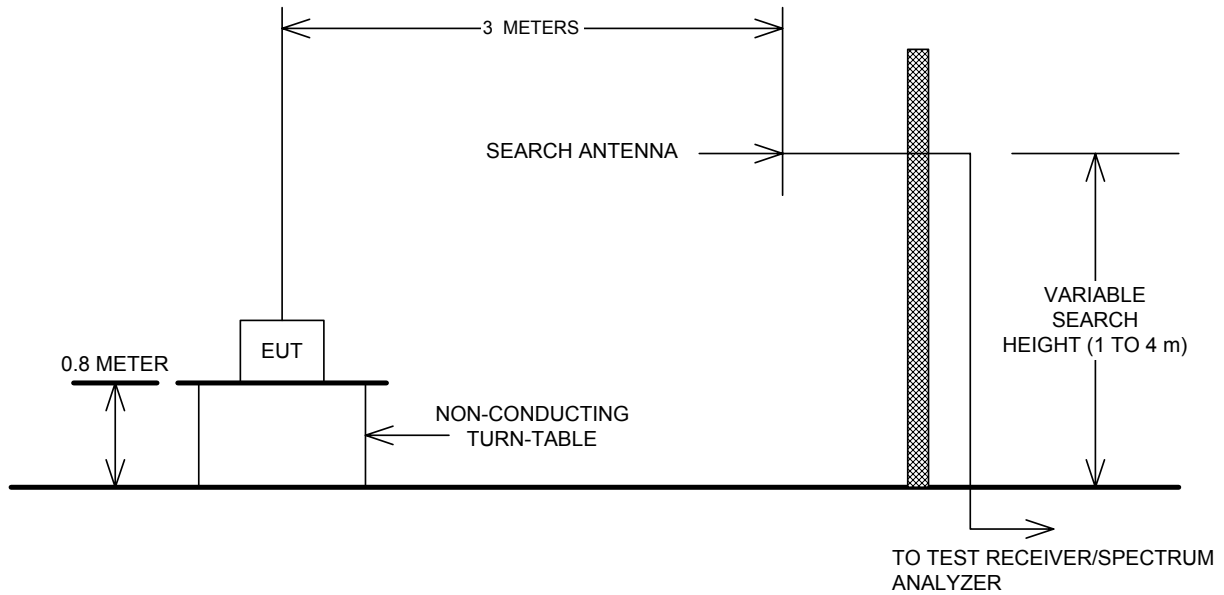 3 METERS
SEARCH ANTENNA
VARIABLE
SEARCH
HEIGHT (1 TO 4 m)
EUT
0.8 METER
NON-CONDUCTING
TURN-TABLE
TO TEST RECEIVER/SPECTRUM
ANALYZER